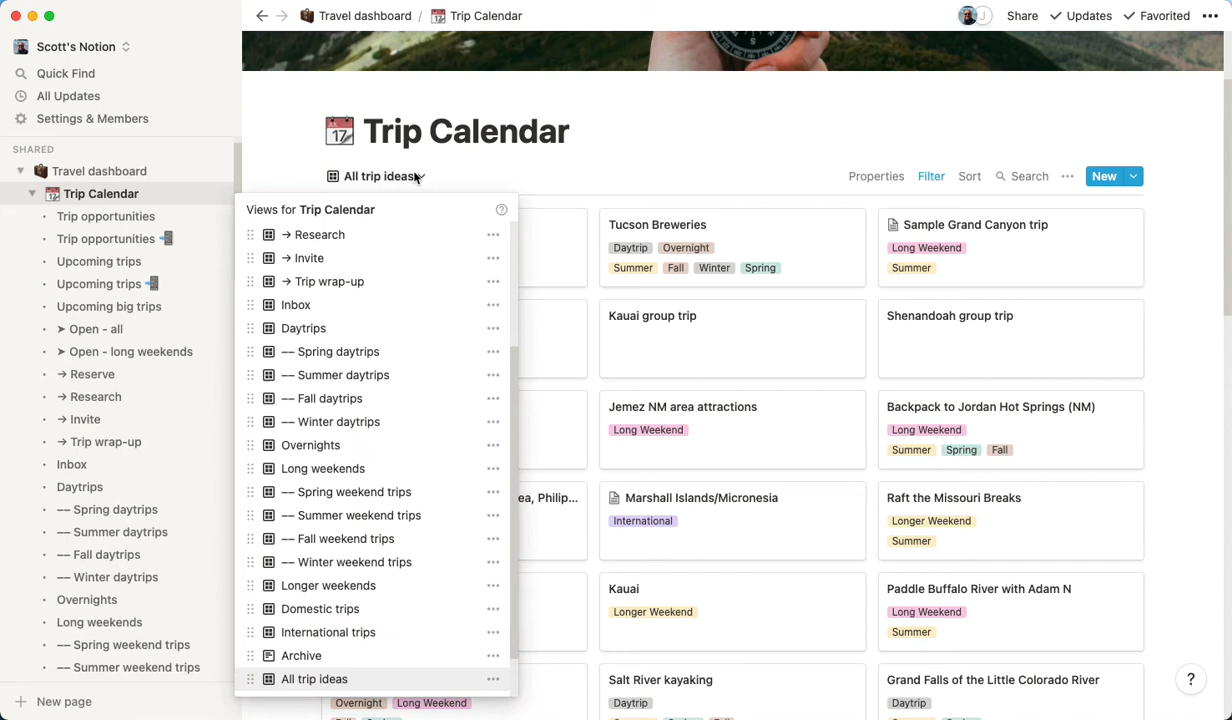 Travel dashboard / Trip Calendar
J
Share
Updates
Favorited
Scott's Notion
Quick Find
All Updates
Settings & Members
SHARED
Travel dashboard
Trip Calendar
Trip opportunities
Trip opportunities
Upcoming trips
Upcoming trips
Upcoming big trips
➤ Open - all
➤ Open - long weekends
→ Reserve
→ Research
→ Invite
→ Trip wrap-up
Inbox
Daytrips
–– Spring daytrips
–– Summer daytrips
–– Fall daytrips
–– Winter daytrips
Overnights
Long weekends
–– Spring weekend trips
–– Summer weekend trips
New page
17 Trip Calendar
All trip ideas
Properties
Filter
Sort
Search
New
Views for Trip Calendar
→ Research
→ Invite
→ Trip wrap-up
Inbox
Daytrips
–– Spring daytrips
–– Summer daytrips
–– Fall daytrips
–– Winter daytrips
Overnights
Long weekends
–– Spring weekend trips
–– Summer weekend trips
–– Fall weekend trips
–– Winter weekend trips
Longer weekends
Domestic trips
International trips
Archive
All trip ideas
ea, Philip...
Overnight Long Weekend
Tucson Breweries
Daytrip Overnight
Summer Fall Winter Spring
Sample Grand Canyon trip
Long Weekend
Summer
Kauai group trip
Shenandoah group trip
Jemez NM area attractions
Long Weekend
Backpack to Jordan Hot Springs (NM)
Long Weekend
Summer Spring Fall
Marshall Islands/Micronesia
International
Raft the Missouri Breaks
Longer Weekend
Summer
Kauai
Longer Weekend
Paddle Buffalo River with Adam N
Long Weekend
Summer
Salt River kayaking
Daytrip
Grand Falls of the Little Colorado River
Daytrip
?